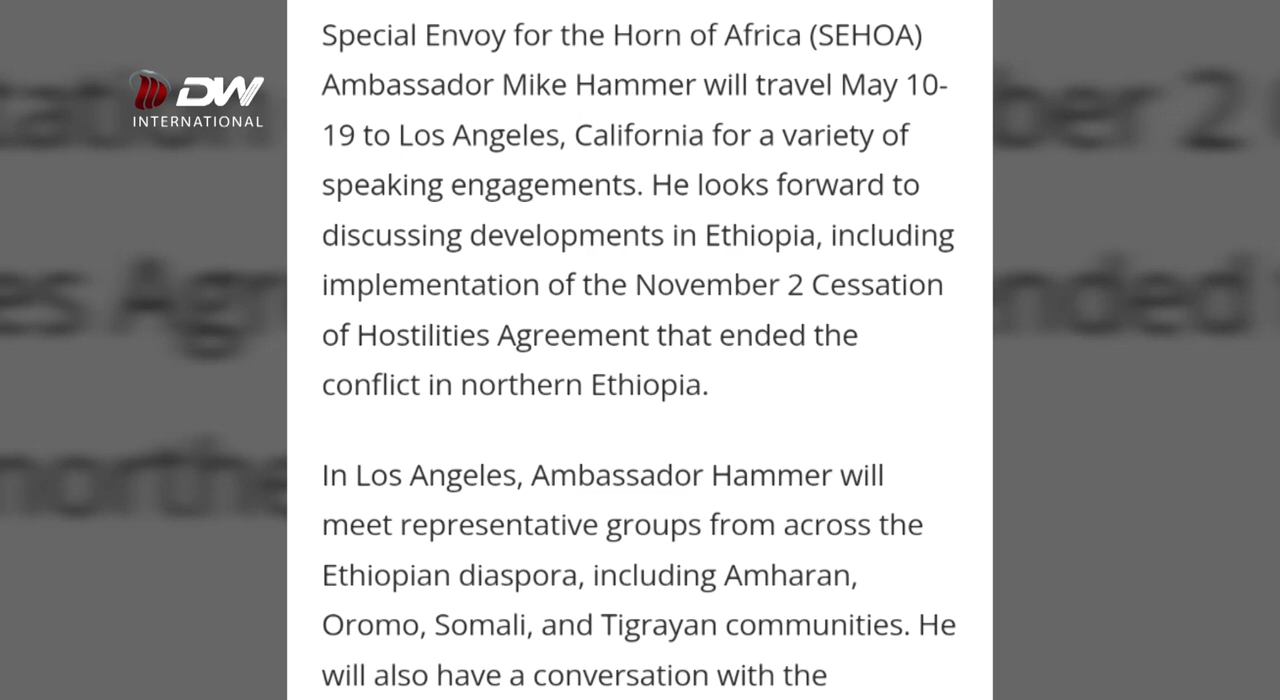 DW
INTERNATIONAL
Special Envoy for the Horn of Africa (SEHOA)
Ambassador Mike Hammer will travel May 10-
19 to Los Angeles, California for a variety of
speaking engagements. He looks forward to
discussing developments in Ethiopia, including
implementation of the November 2 Cessation
of Hostilities Agreement that ended the
conflict in northern Ethiopia.
In Los Angeles, Ambassador Hammer will
meet representative groups from across the
Ethiopian diaspora, including Amharan,
Oromo, Somali, and Tigrayan communities. He
will also have a conversation with the